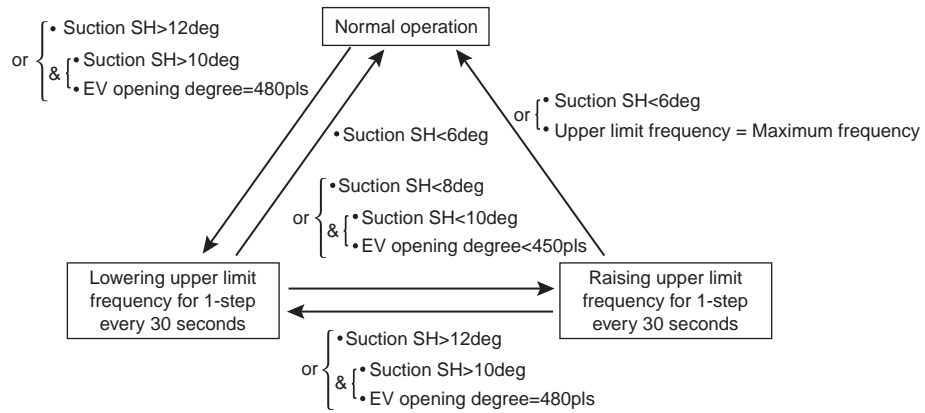 Normal operation
or
• Suction SH>12deg
&
• Suction SH>10deg
• EV opening degree=480pls
• Suction SH<6deg
or
• Suction SH<6deg
• Upper limit frequency = Maximum frequency
or
• Suction SH<8deg
&
• Suction SH<10deg
• EV opening degree<450pls
Lowering upper limit
frequency for 1-step
every 30 seconds
Raising upper limit
frequency for 1-step
every 30 seconds
or
• Suction SH>12deg
&
• Suction SH>10deg
• EV opening degree=480pls